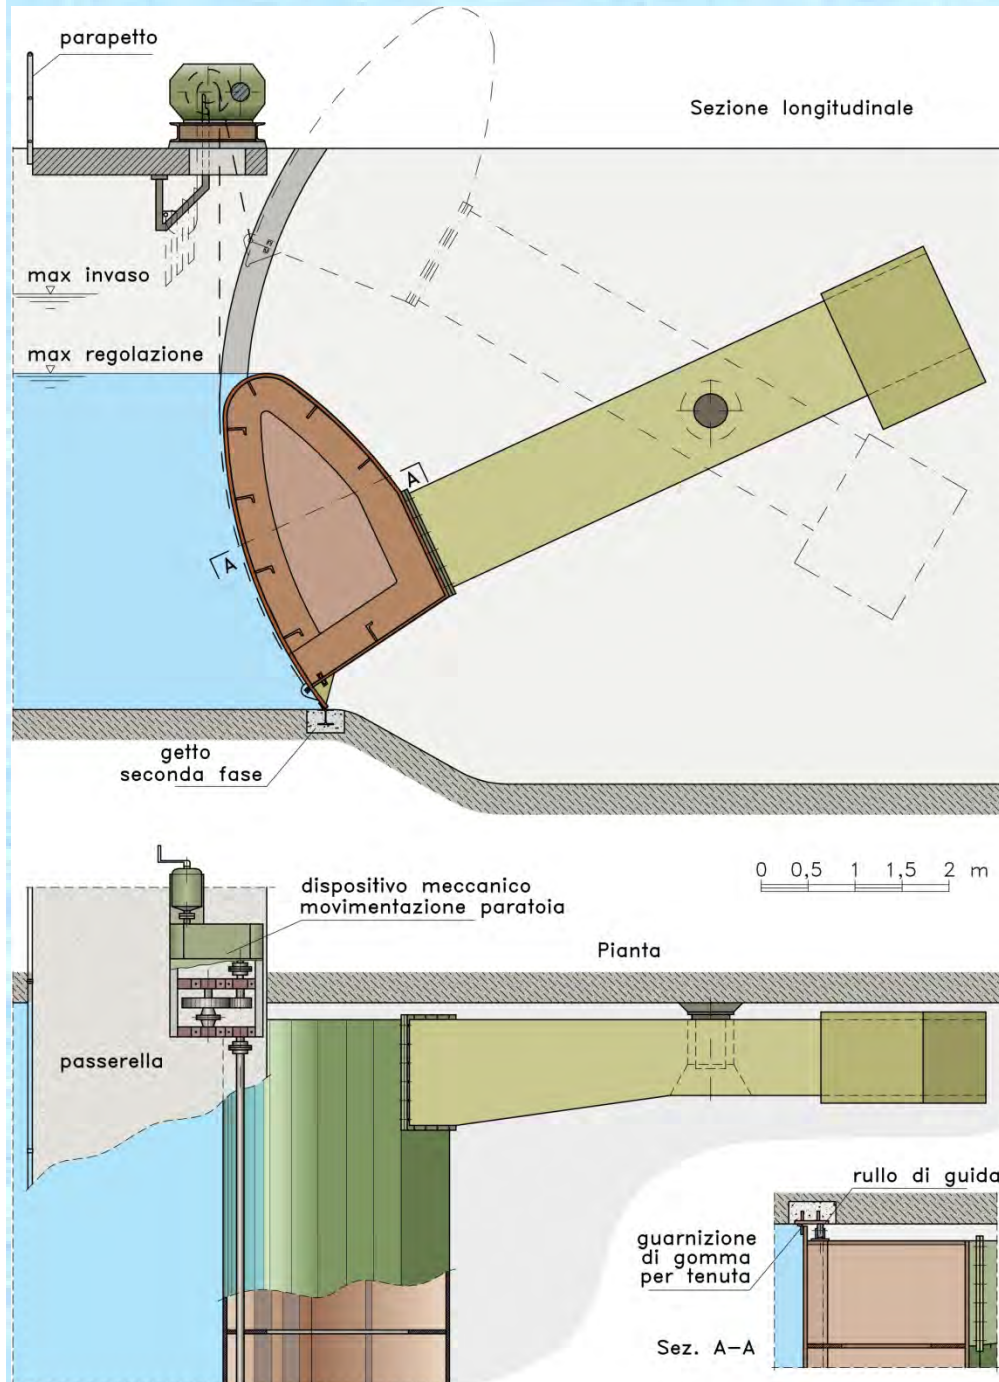 parapetto
Sezione longitudinale
max invaso
max regolazione
A
A
getto
seconda fase
0 0,5 1 1,5 2 m
dispositivo meccanico
movimentazione paratoia
Pianta
passerella
rullo di guida
guarnizione
di gomma
per tenuta
Sez. A-A